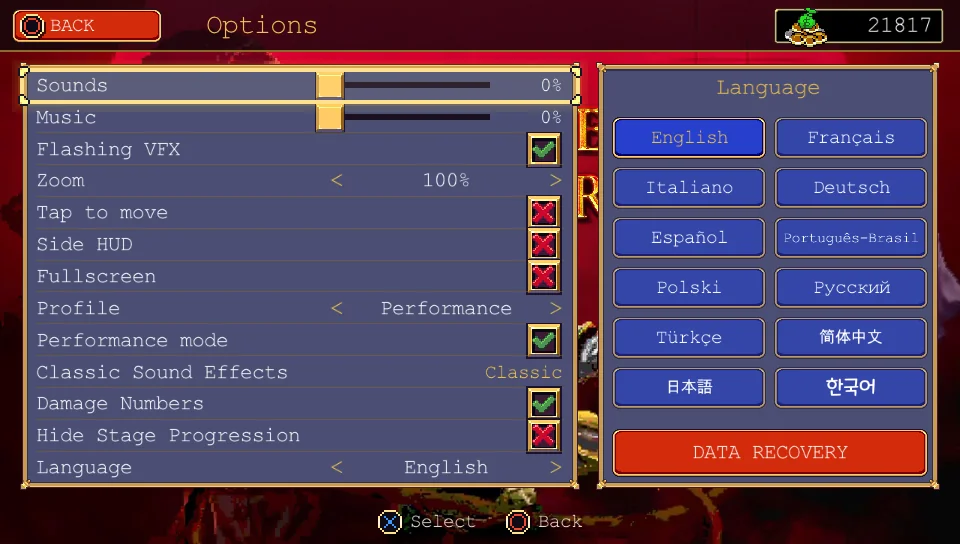 BACK
Options
21817
Sounds 0%
Music 0%
Flashing VFX
Zoom < 100% >
Tap to move
Side HUD
Fullscreen
Profile < Performance >
Performance mode
Classic Sound Effects Classic
Damage Numbers
Hide Stage Progression
Language < English >
Language
English Français
Italiano Deutsch
Español Português-Brasil
Polski Русский
Türkçe 简体中文
日本語 한국어
DATA RECOVERY
Select Back